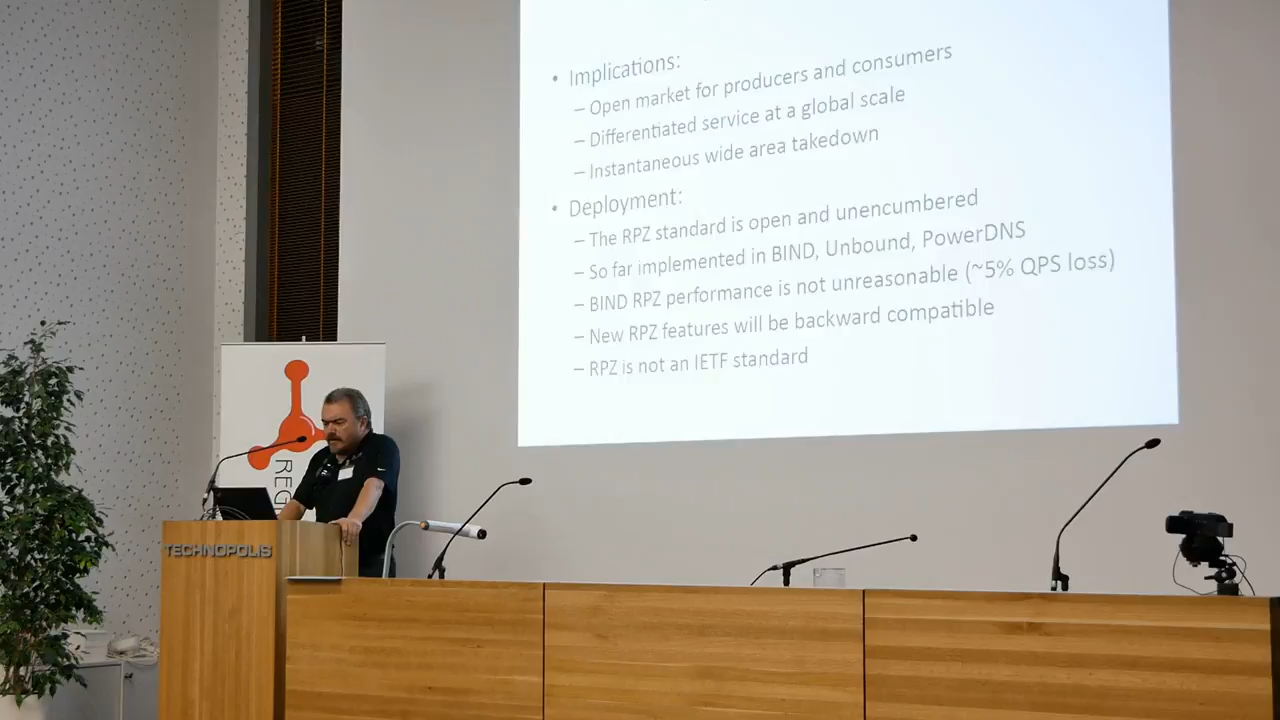 • Implications:
– Open market for producers and consumers
– Differentiated service at a global scale
– Instantaneous wide area takedown
• Deployment:
– The RPZ standard is open and unencumbered
– So far implemented in BIND, Unbound, PowerDNS
– BIND RPZ performance is not unreasonable (~5% QPS loss)
– New RPZ features will be backward compatible
– RPZ is not an IETF standard
REG
TECHNOPOLIS